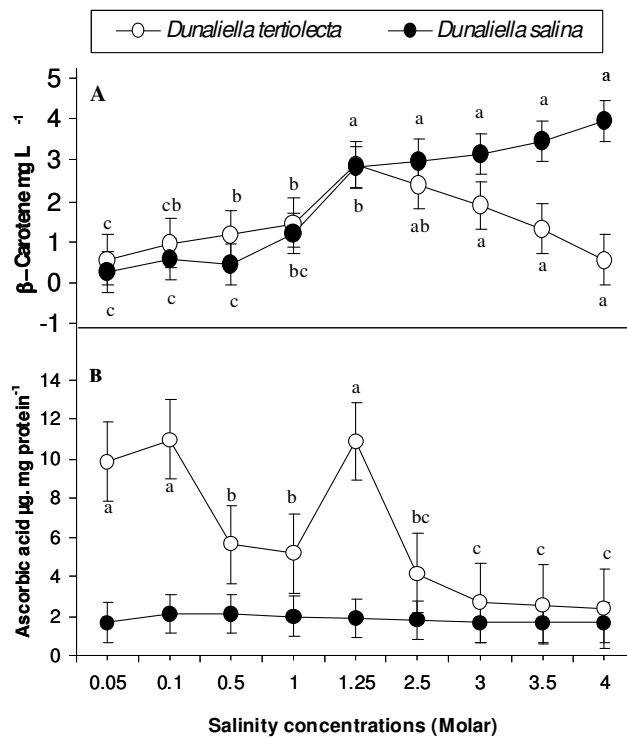 Dunaliella tertiolecta Dunaliella salina
A
β–Carotene mg L⁻¹
5
4
3
2
1
0
-1
a
a a a a
c cb b b
b ab a a a
c c c bc
B
Ascorbic acid µg. mg protein⁻¹
14
12
10
8
6
4
2
0
a a b b a bc c c c
0.05 0.1 0.5 1 1.25 2.5 3 3.5 4
Salinity concentrations (Molar)